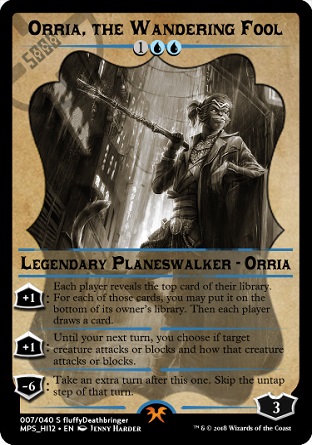 Orria, the Wandering Fool
1
Legendary Planeswalker - Orria
+1: Each player reveals the top card of their library.
For each of those cards, you may put it on the
bottom of its owner's library. Then each player
draws a card.
+1: Until your next turn, you choose if target
creature attacks or blocks and how that creature
attacks or blocks.
-6: Take an extra turn after this one. Skip the untap
step of that turn.
3
007/040 S fluffyDeathbringer
MPS_H112 • EN Jenny Harder
™ & © 2018 Wizards of the Coast